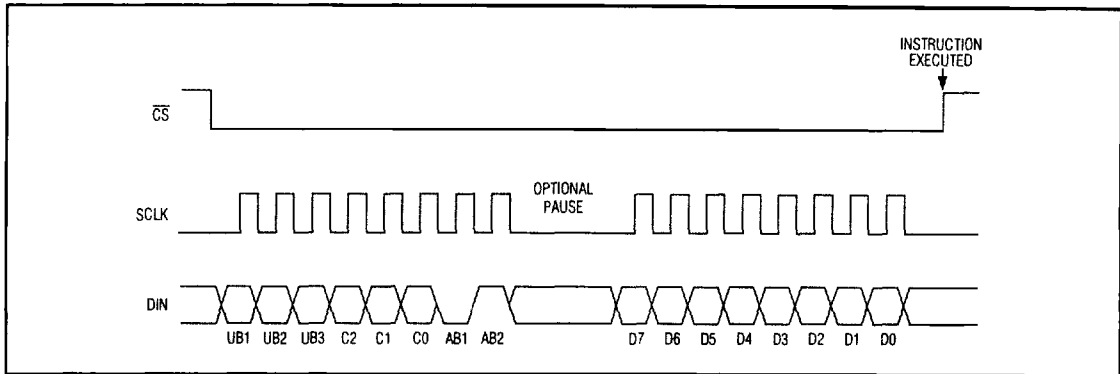 INSTRUCTION
EXECUTED
CS
OPTIONAL
PAUSE
SCLK
DIN
UB1 UB2 UB3 C2 C1 C0 AB1 AB2 D7 D6 D5 D4 D3 D2 D1 D0